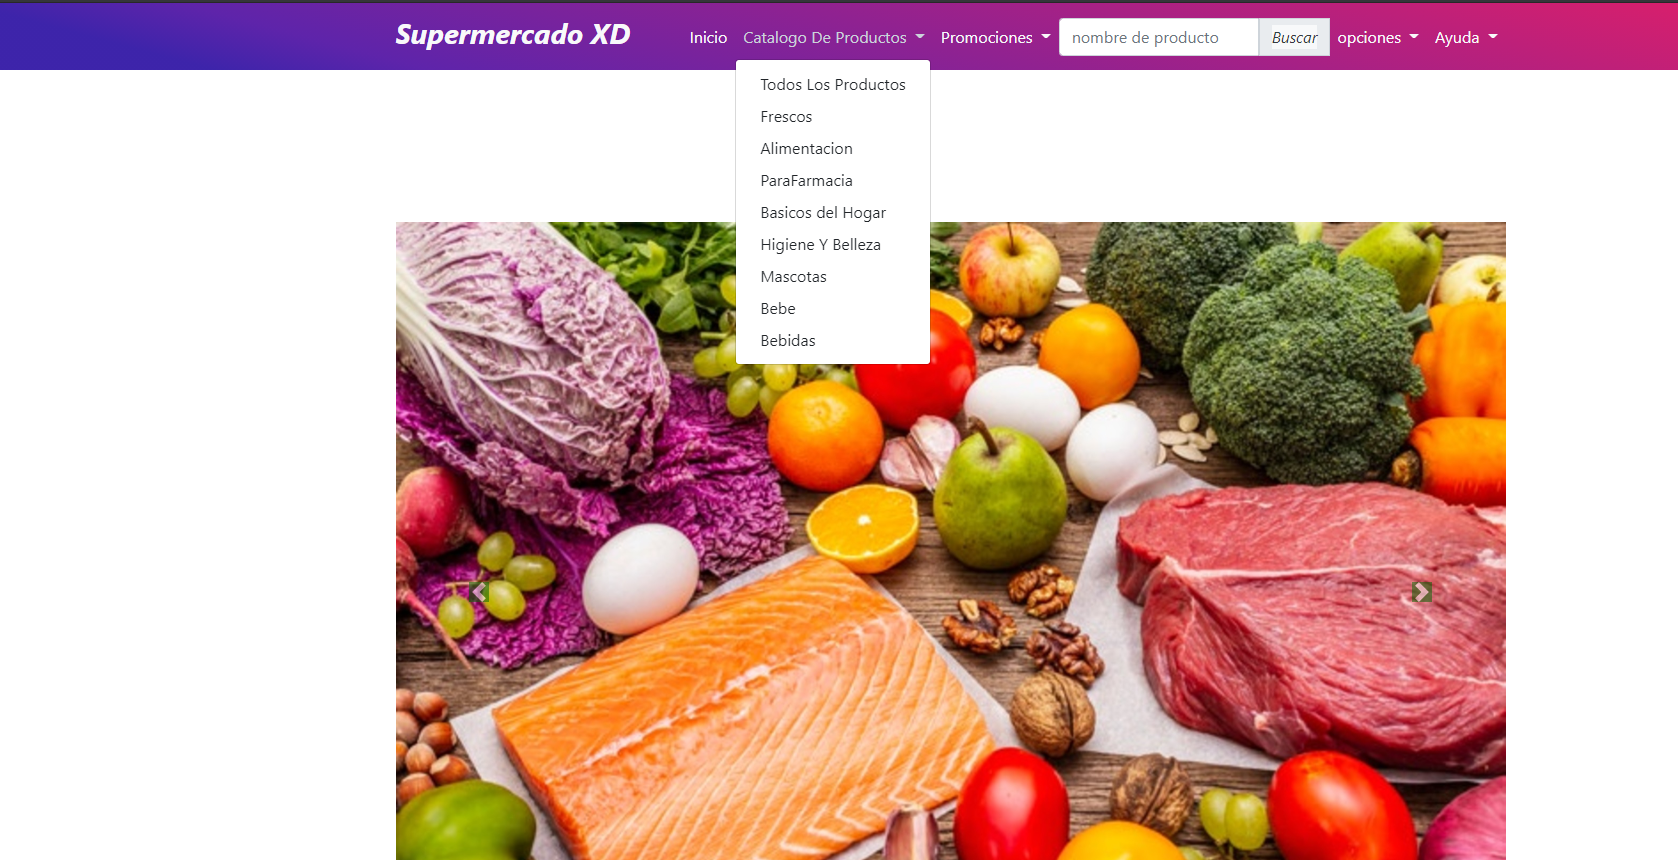 Supermercado XD
Inicio Catalogo De Productos Promociones nombre de producto Buscar opciones Ayuda
Todos Los Productos
Frescos
Alimentacion
ParaFarmacia
Basicos del Hogar
Higiene Y Belleza
Mascotas
Bebe
Bebidas